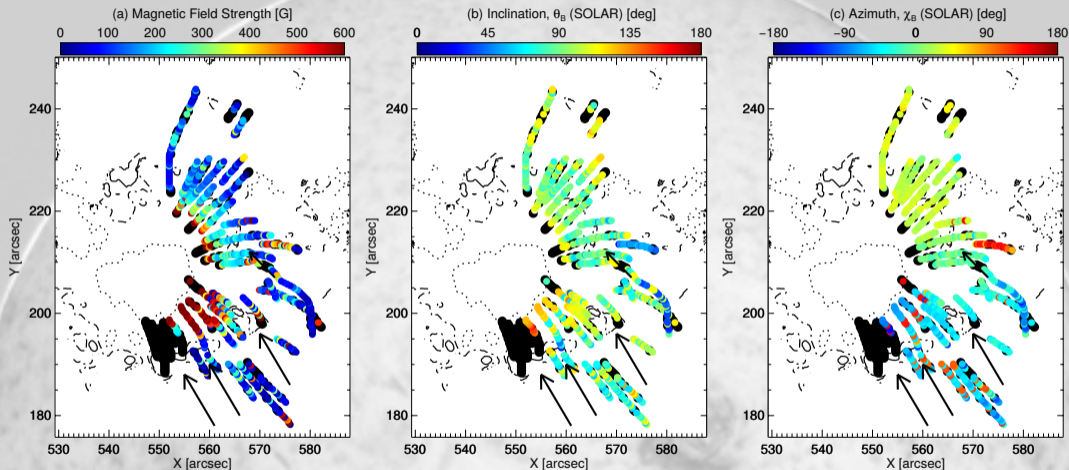 (a) Magnetic Field Strength [G]
0 100 200 300 400 500 600
Y [arcsec]
240
220
200
180
530 540 550 560 570 580
X [arcsec]
(b) Inclination, θB (SOLAR) [deg]
0 45 90 135 180
Y [arcsec]
240
220
200
180
530 540 550 560 570 580
X [arcsec]
(c) Azimuth, χB (SOLAR) [deg]
−180 −90 0 90 180
Y [arcsec]
240
220
200
180
530 540 550 560 570 580
X [arcsec]